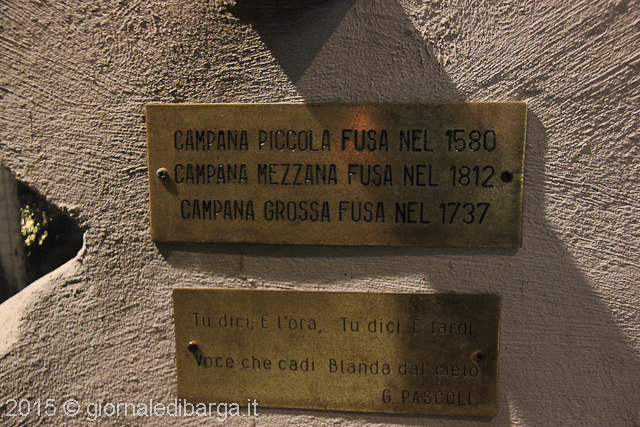 CAMPANA PICCOLA FUSA NEL 1580
CAMPANA MEZZANA FUSA NEL 1812
CAMPANA GROSSA FUSA NEL 1737
Tu dici, E l'ora, Tu dici E tardi,
Voce che cadi Blanda dal cielo
G. PASCOLI
2015 © giornaledibarga.it